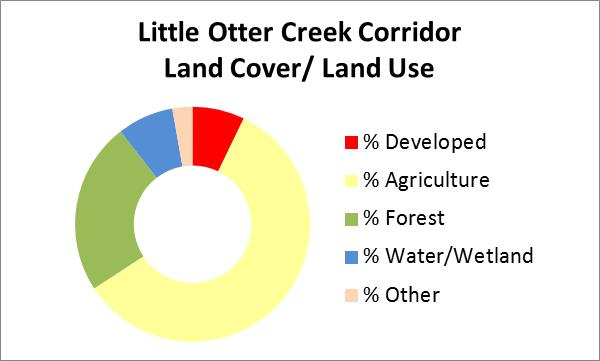 Little Otter Creek Corridor
Land Cover/ Land Use
% Developed
% Agriculture
% Forest
% Water/Wetland
% Other